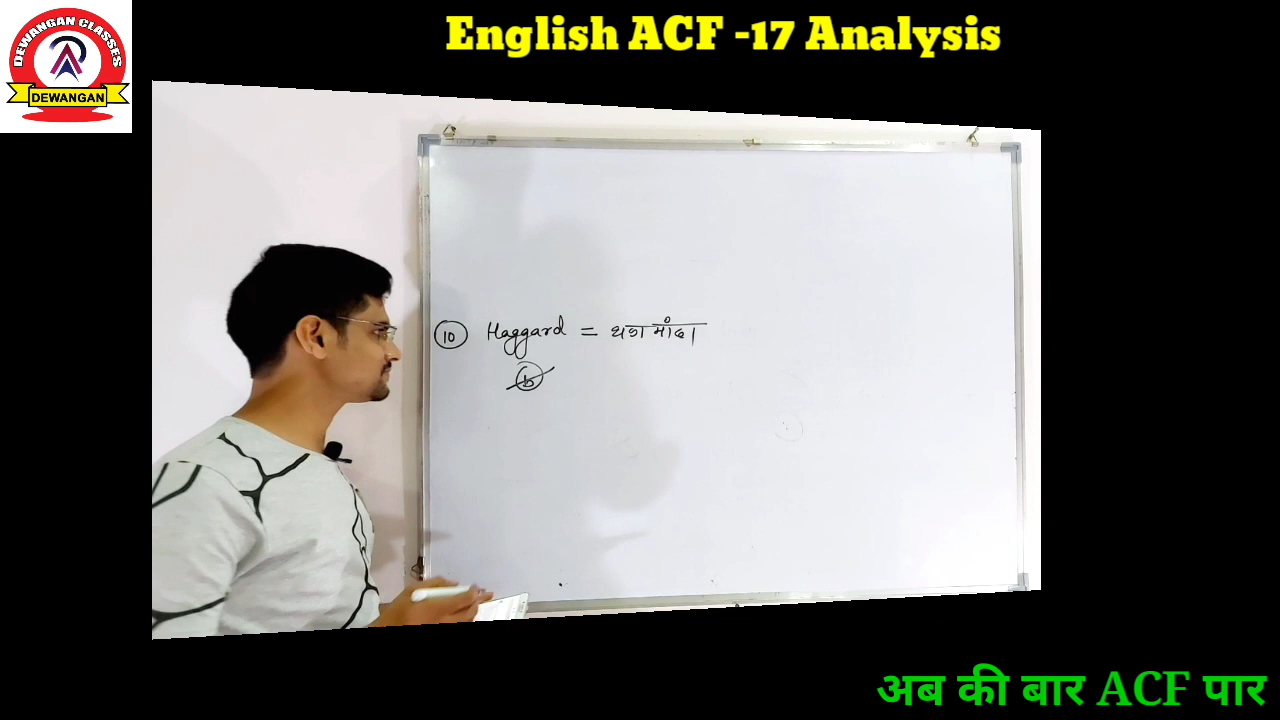 DEWANGAN CLASSES
DEWANGAN
English ACF -17 Analysis
10 Haggard = थका मांदा
b
अब की बार ACF पार